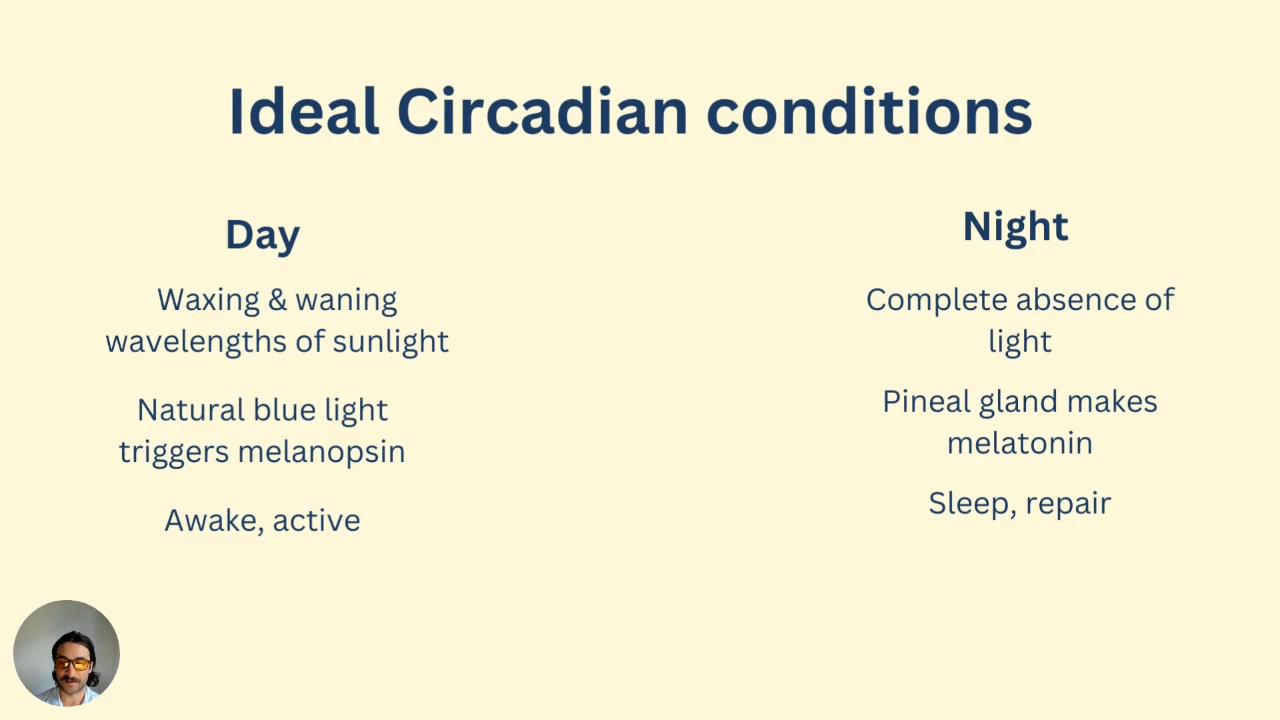 Ideal Circadian conditions
Day
Waxing & waning
wavelengths of sunlight
Natural blue light
triggers melanopsin
Awake, active
Night
Complete absence of
light
Pineal gland makes
melatonin
Sleep, repair